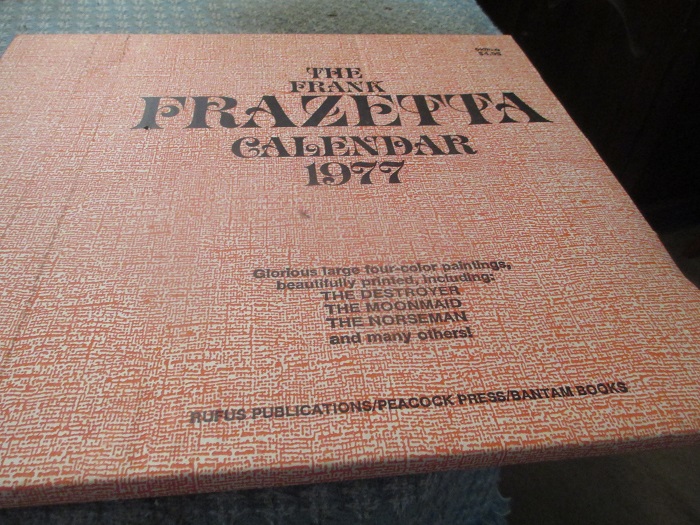 THE
FRANK
FRAZETTA
CALENDAR
1977
Glorious large four-color paintings,
beautifully printed, including:
THE DESTROYER
THE MOONMAID
THE NORSEMAN
and many others!
RUFUS PUBLICATIONS/PEACOCK PRESS/BANTAM BOOKS